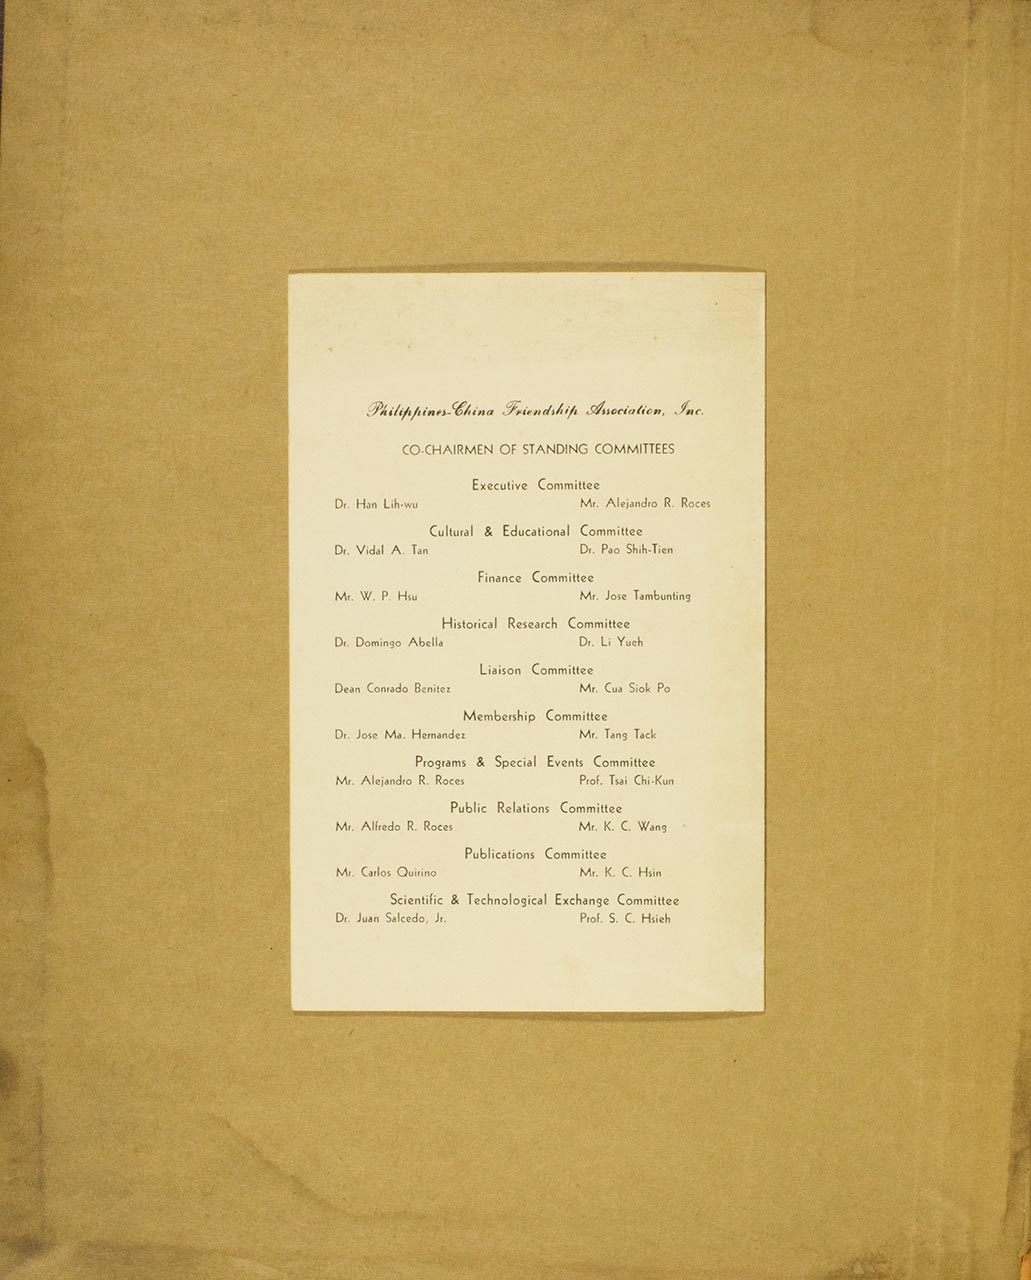 Philippines-China Friendship Association, Inc.
CO-CHAIRMEN OF STANDING COMMITTEES
Executive Committee
Dr. Han Lih-wu Mr. Alejandro R. Roces
Cultural & Educational Committee
Dr. Vidal A. Tan Dr. Pao Shih-Tien
Finance Committee
Mr. W. P. Hsu Mr. Jose Tambunting
Historical Research Committee
Dr. Domingo Abella Dr. Li Yueh
Liaison Committee
Dean Conrado Benitez Mr. Cua Siok Po
Membership Committee
Dr. Jose Ma. Hernandez Mr. Tang Tack
Programs & Special Events Committee
Mr. Alejandro R. Roces Prof. Tsai Chi-Kun
Public Relations Committee
Mr. Alfredo R. Roces Mr. K. C. Wang
Publications Committee
Mr. Carlos Quirino Mr. K. C. Hsin
Scientific & Technological Exchange Committee
Dr. Juan Salcedo, Jr. Prof. S. C. Hsieh